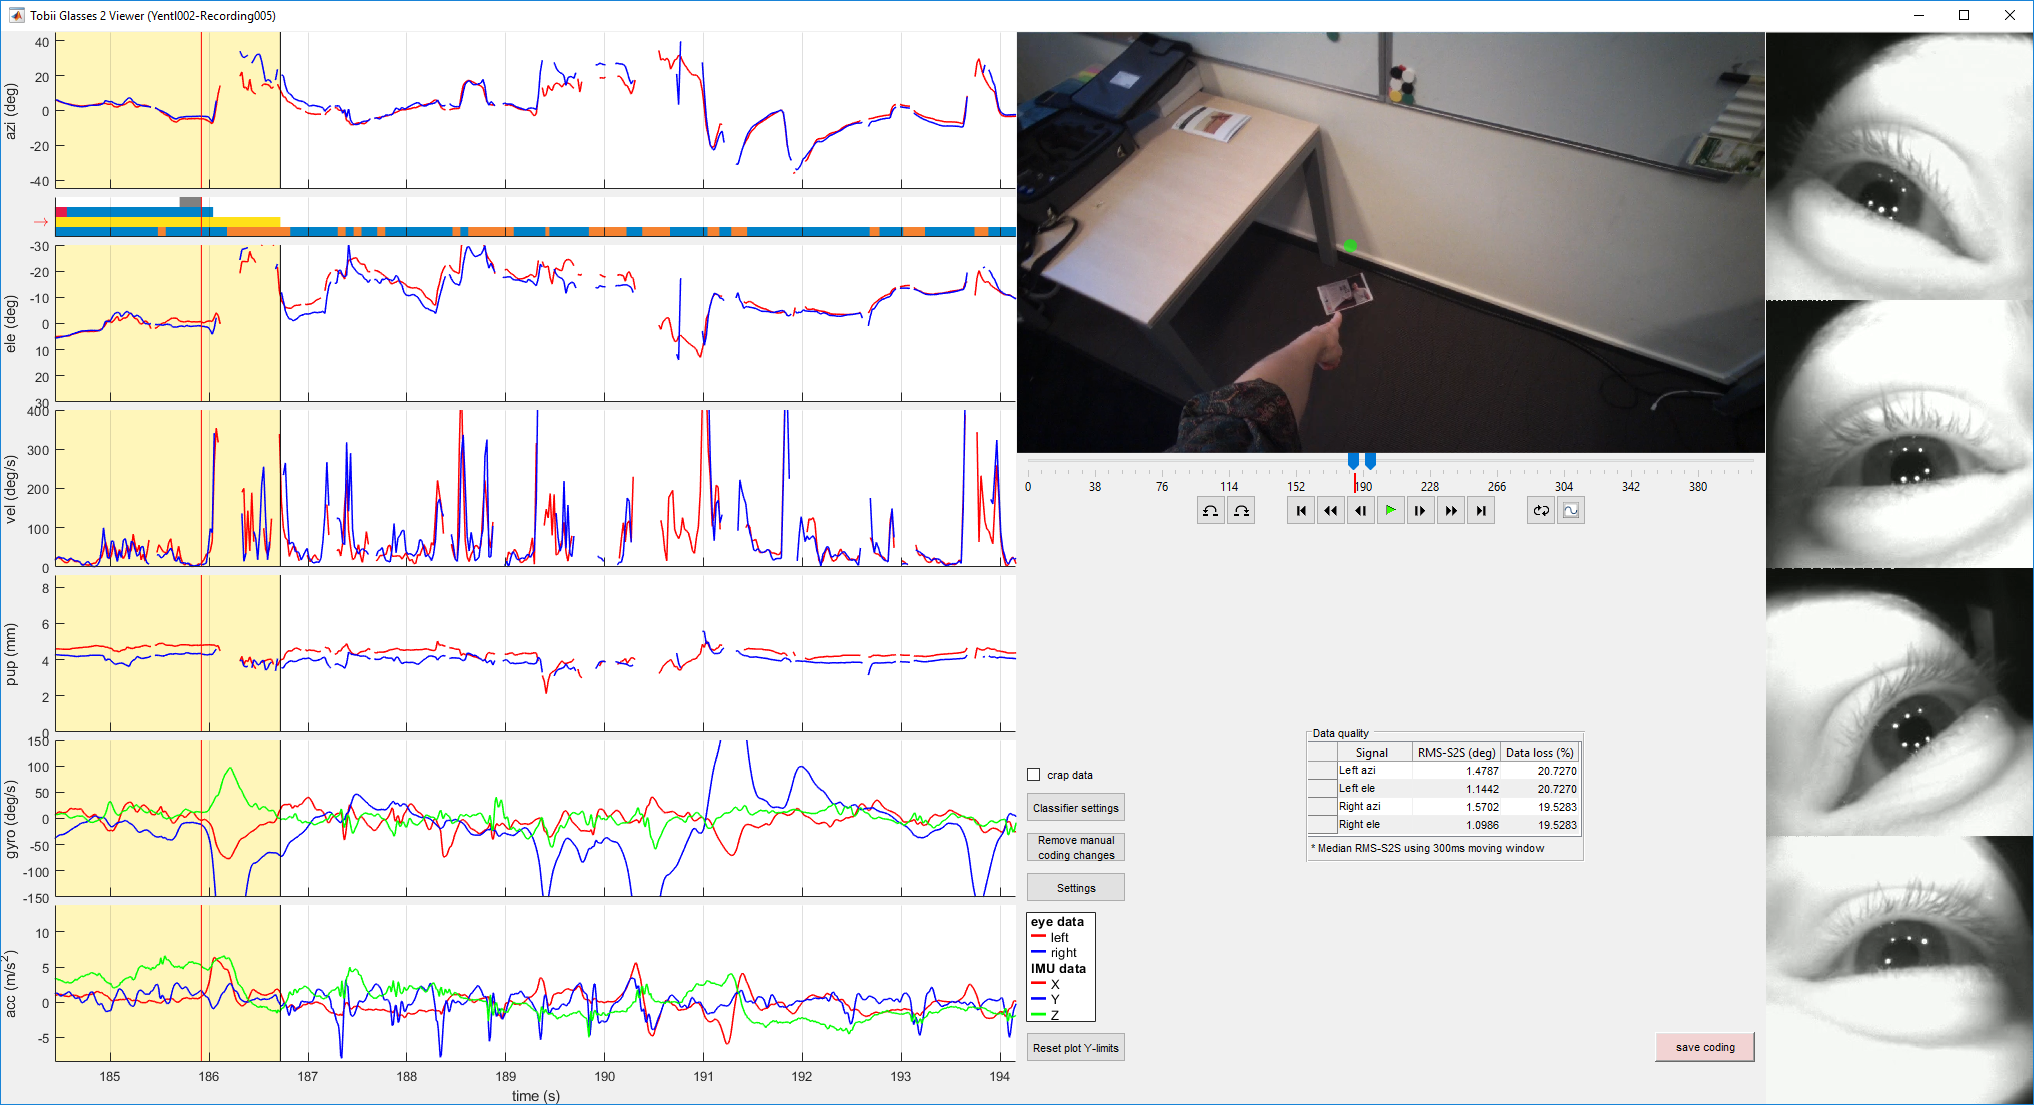 Tobii Glasses 2 Viewer (YentI002-Recording005)
azi (deg)
40
20
0
-20
-40
→
ele (deg)
-30
-20
-10
0
10
20
30
vel (deg/s)
400
300
200
100
0
pup (mm)
8
6
4
2
0
gyro (deg/s)
150
100
50
0
-50
-100
-150
acc (m/s²)
10
5
0
-5
185 186 187 188 189 190 191 192 193 194
time (s)
0 38 76 114 152 190 228 266 304 342 380
crap data
Classifier settings
Remove manual
coding changes
Settings
eye data
left
right
IMU data
X
Y
Z
Reset plot Y-limits
Data quality
Signal RMS-S2S (deg) Data loss (%)
Left azi 1.4787 20.7270
Left ele 1.1442 20.7270
Right azi 1.5702 19.5283
Right ele 1.0986 19.5283
* Median RMS-S2S using 300ms moving window
save coding